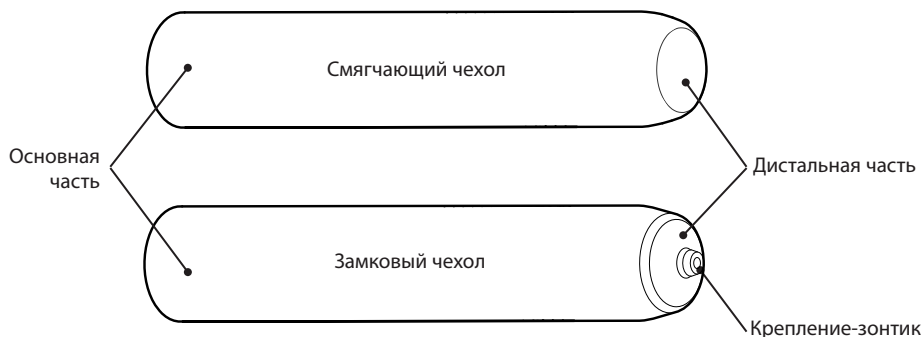 Смягчающий чехол
Основная
часть
Дистальная часть
Замковый чехол
Крепление-зонтик